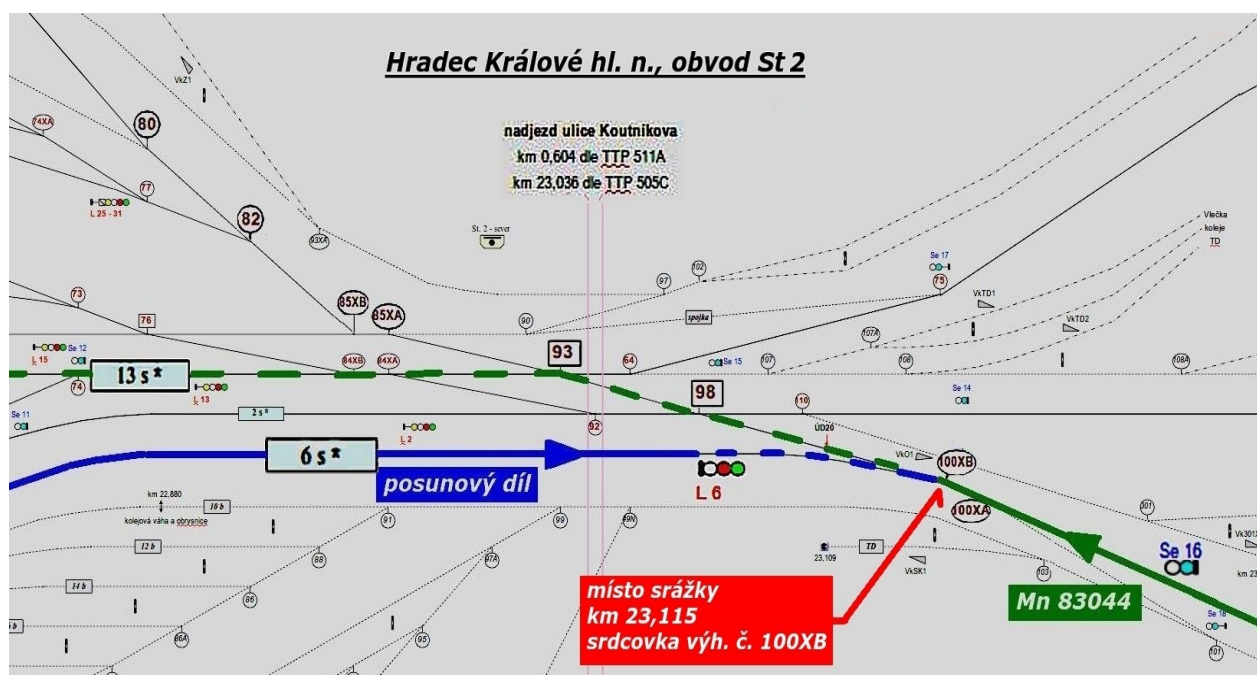 Hradec Králové hl. n., obvod St 2
VkZ1
74XA
80
nadjezd ulice Koutníkova
km 0,604 dle TTP 511A
km 23,036 dle TTP 505C
77
L 25 - 31
82
93XA
St. 2 - sever
Vlečka
koleje
TD
102
97
Se 17
75
73
85XB
85XA
VkTD1
76
90
spojka
VkTD2
107A
L 15
Se 12
84XB
84XA
93
64
Se 15
107
108
108A
13 s*
74
L 13
98
Se 14
Se 11
2 s*
L 2
92
110
ÚD20
6 s*
VkO1
100XB
posunový díl
L 6
km 22,880
kolejová váha a obrysnice
10 b
91
99
89N
100XA
301
12 b
88
97A
23,109
TD
VkSK1
103
Se 16
Vk301
km 23
14 b
86
místo srážky
km 23,115
srdcovka výh. č. 100XB
Mn 83044
Se 18
86A
95
101